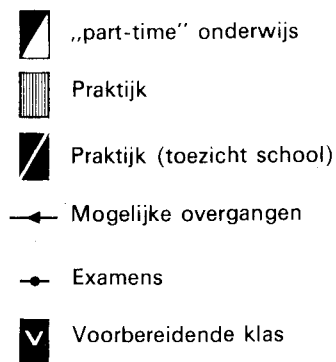 „part-time” onderwijs
Praktijk
Praktijk (toezicht school)
Mogelijke overgangen
Examens
V Voorbereidende klas